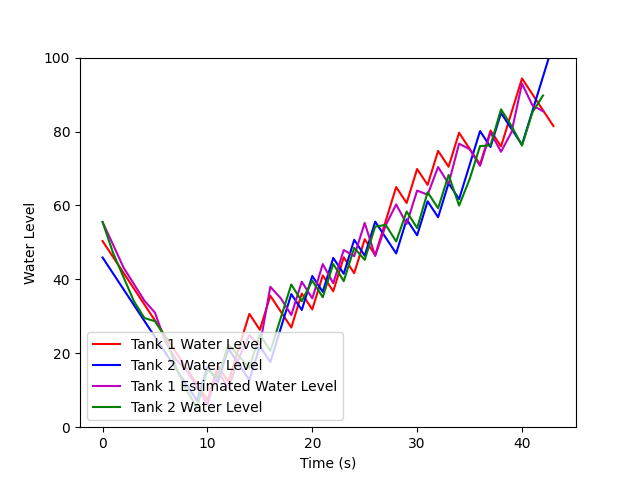 100
80
60
40
20
0
Water Level
Tank 1 Water Level
Tank 2 Water Level
Tank 1 Estimated Water Level
Tank 2 Water Level
0 10 20 30 40
Time (s)